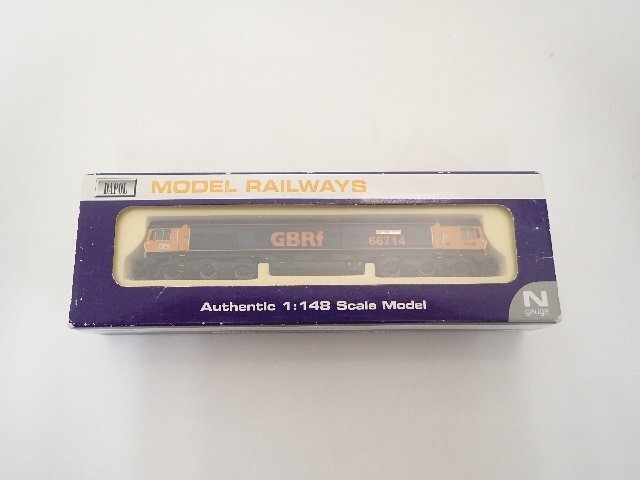 DAPOL
MODEL RAILWAYS
GBRf
66714
Authentic 1:148 Scale Model
N
gauge